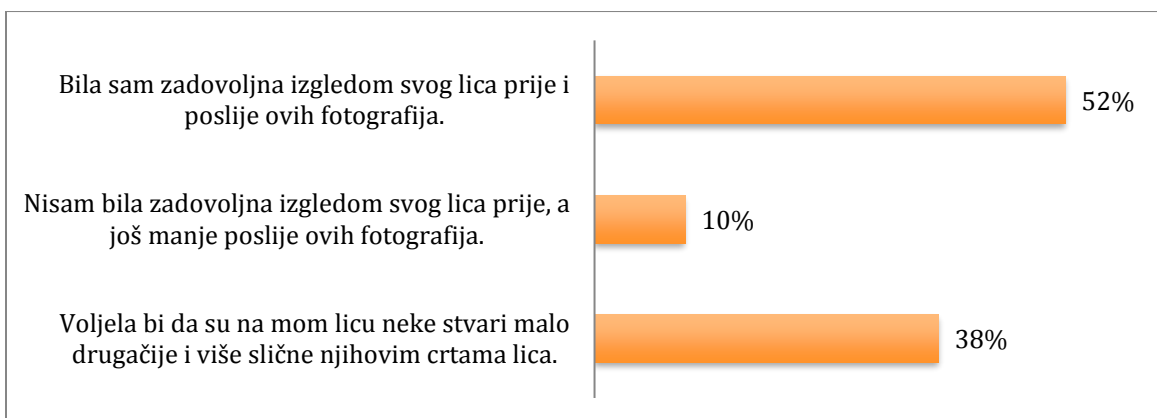 Bila sam zadovoljna izgledom svog lica prije i
poslije ovih fotografija.
52%
Nisam bila zadovoljna izgledom svog lica prije, a
još manje poslije ovih fotografija.
10%
Voljela bi da su na mom licu neke stvari malo
drugačije i više slične njihovim crtama lica.
38%